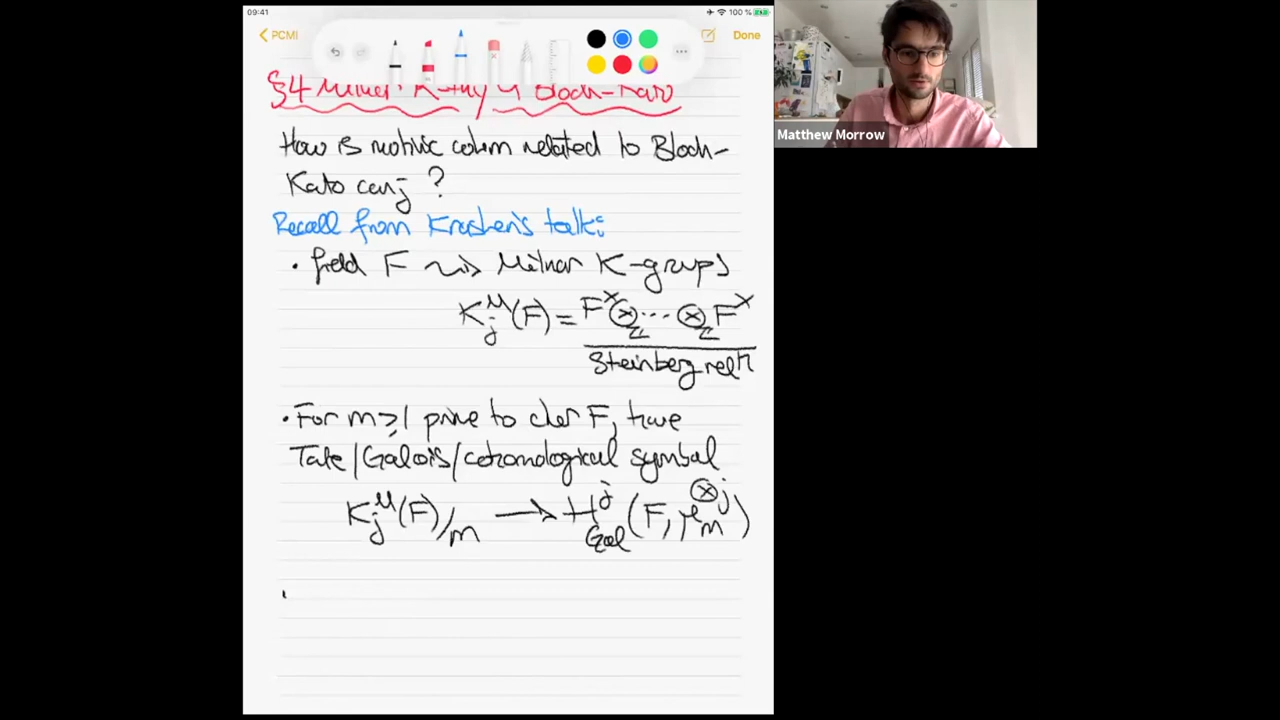 09:41
100 %
PCMI
Done
§4 Milnor K-thy & Bloch-Kato
How is motivic cohom related to Bloch-
Kato conj ?
Recall from Krashen's talk:
• field F ⇝ Milnor K-groups
K_j^M(F) = F^× ⊗_ℤ ... ⊗_ℤ F^×
Steinberg rel^n
• For m ≥ 1 prime to char F, have
Tate/Galois/cohomological symbol
K_j^M(F)/m → H^j_Gal (F, μ_m^⊗j)
Matthew Morrow